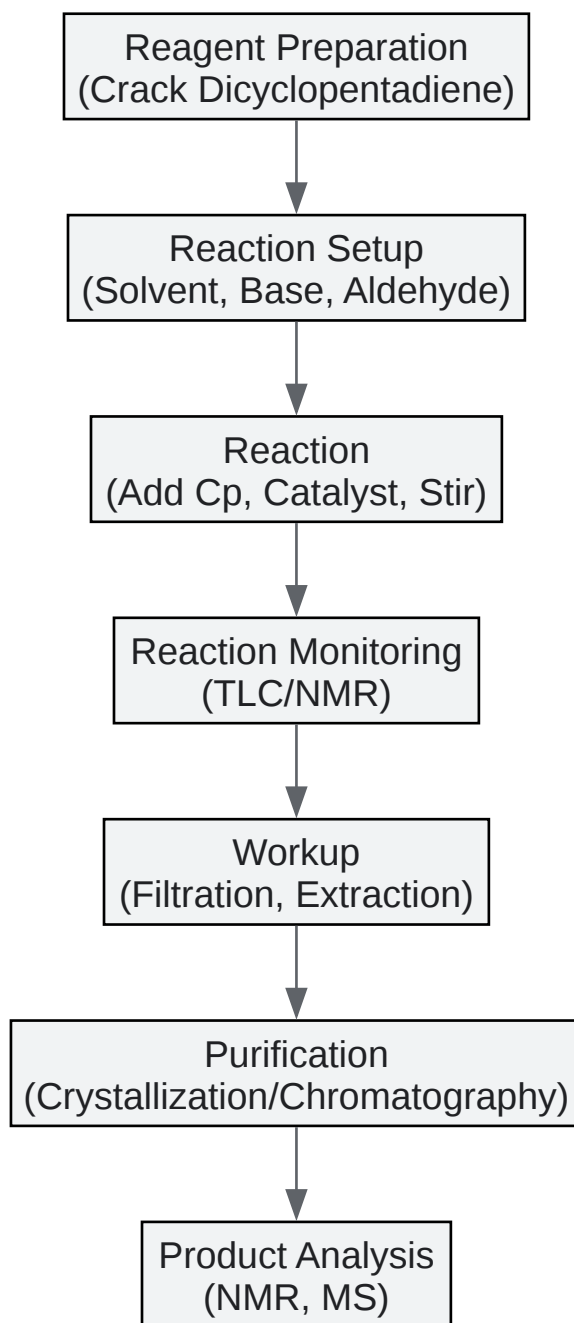 Reagent Preparation
(Crack Dicyclopentadiene)
Reaction Setup
(Solvent, Base, Aldehyde)
Reaction
(Add Cp, Catalyst, Stir)
Reaction Monitoring
(TLC/NMR)
Workup
(Filtration, Extraction)
Purification
(Crystallization/Chromatography)
Product Analysis
(NMR, MS)